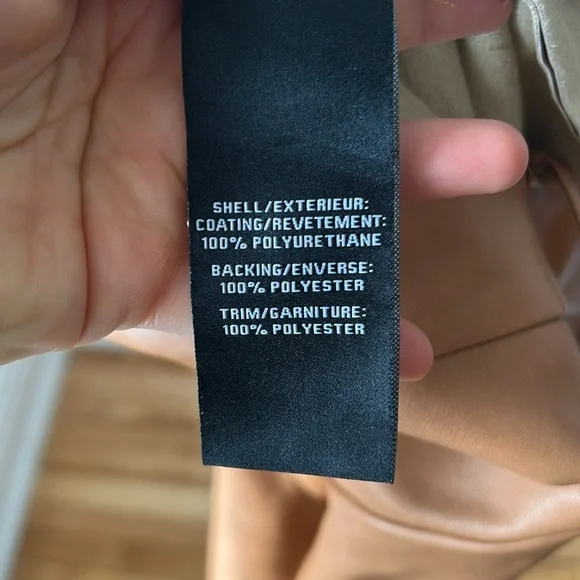 SHELL/EXTERIEUR:
COATING/REVETEMENT:
100% POLYURETHANE
BACKING/ENVERSE:
100% POLYESTER
TRIM/GARNITURE:
100% POLYESTER